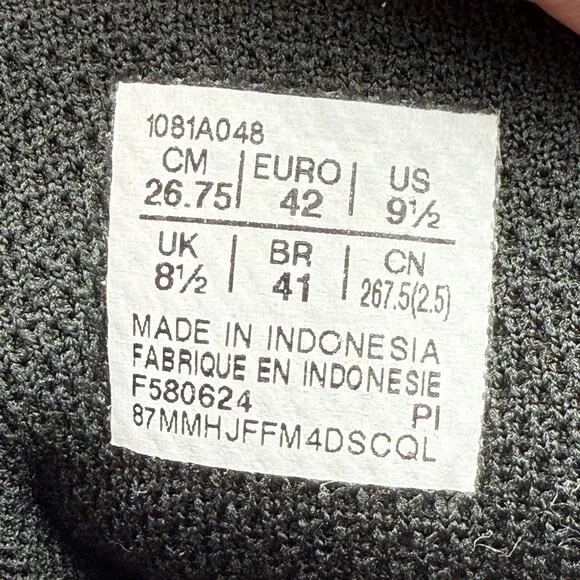 1081A048
CM | EURO | US
26.75 | 42 | 9½
UK | BR | CN
8½ | 41 | 267.5(2.5)
MADE IN INDONESIA
FABRIQUE EN INDONESIE
F580624 PI
87MMHJFFM4DSCQL